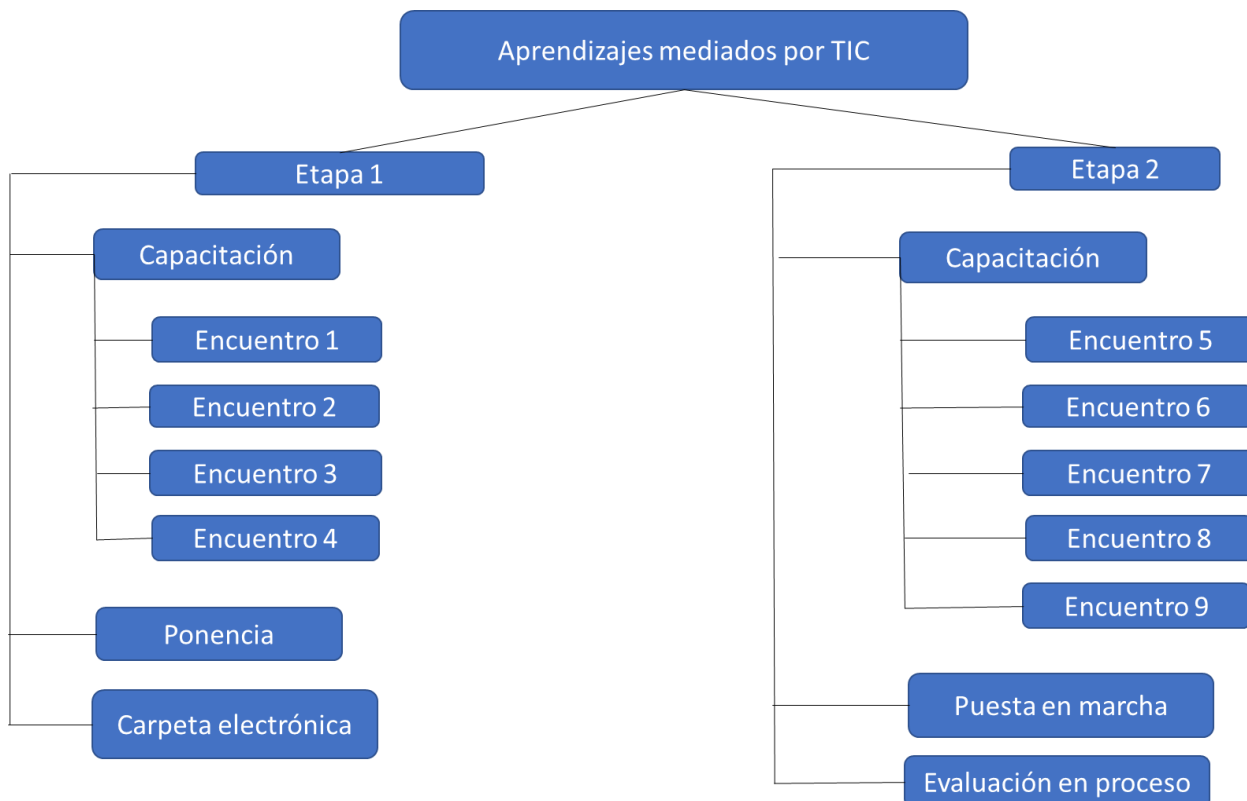 Aprendizajes mediados por TIC
Etapa 1
Capacitación
Encuentro 1
Encuentro 2
Encuentro 3
Encuentro 4
Ponencia
Carpeta electrónica
Etapa 2
Capacitación
Encuentro 5
Encuentro 6
Encuentro 7
Encuentro 8
Encuentro 9
Puesta en marcha
Evaluación en proceso